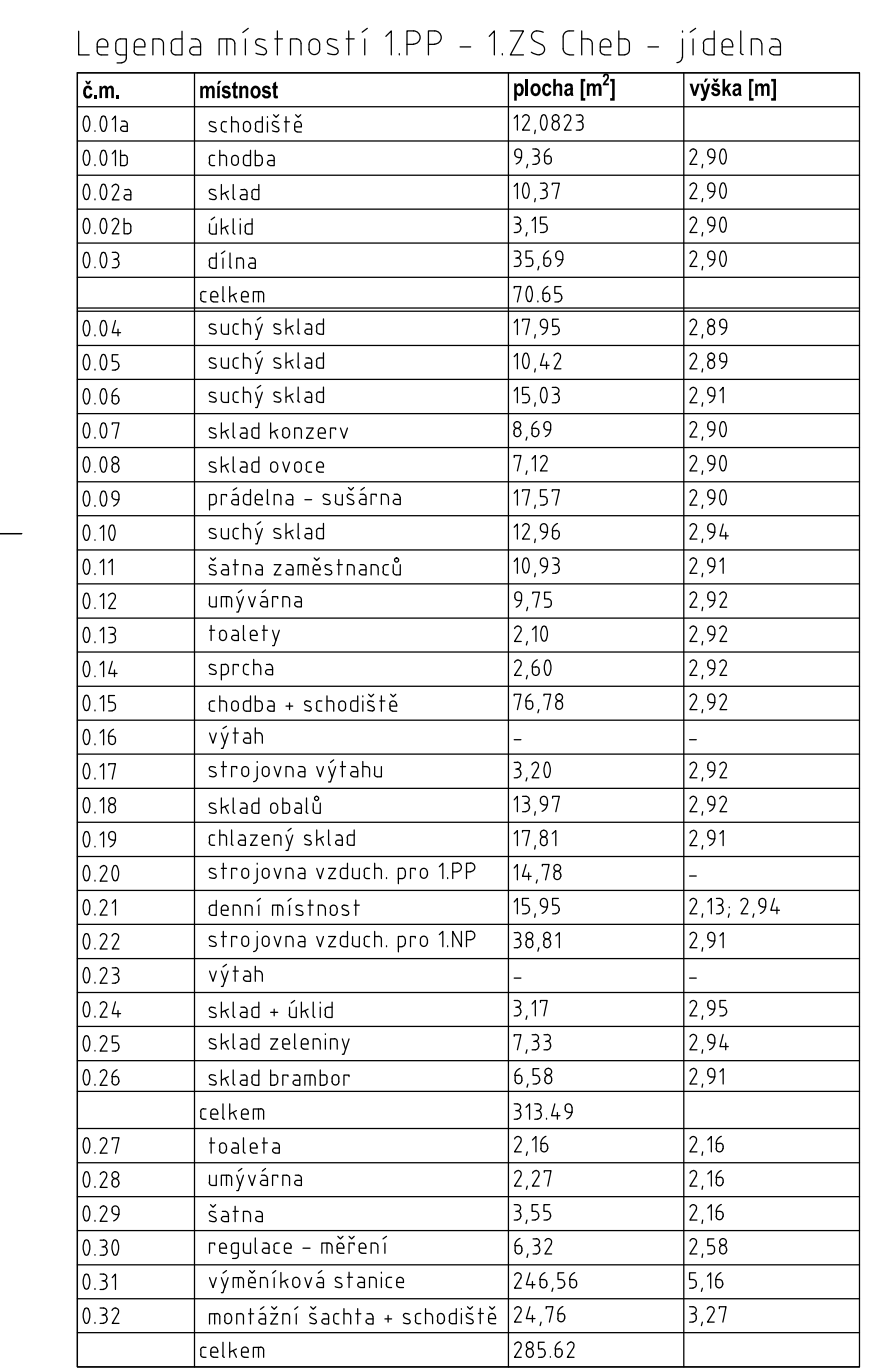 Legenda místností 1.PP - 1.ZS Cheb - jídelna
č.m. místnost plocha [m²] výška [m]
0.01a schodiště 12,0823
0.01b chodba 9,36 2,90
0.02a sklad 10,37 2,90
0.02b úklid 3,15 2,90
0.03 dílna 35,69 2,90
celkem 70.65
0.04 suchý sklad 17,95 2,89
0.05 suchý sklad 10,42 2,89
0.06 suchý sklad 15,03 2,91
0.07 sklad konzerv 8,69 2,90
0.08 sklad ovoce 7,12 2,90
0.09 prádelna - sušárna 17,57 2,90
0.10 suchý sklad 12,96 2,94
0.11 šatna zaměstnanců 10,93 2,91
0.12 umývárna 9,75 2,92
0.13 toalety 2,10 2,92
0.14 sprcha 2,60 2,92
0.15 chodba + schodiště 76,78 2,92
0.16 výtah - -
0.17 strojovna výtahu 3,20 2,92
0.18 sklad obalů 13,97 2,92
0.19 chlazený sklad 17,81 2,91
0.20 strojovna vzduch. pro 1.PP 14,78 -
0.21 denní místnost 15,95 2,13; 2,94
0.22 strojovna vzduch. pro 1.NP 38,81 2,91
0.23 výtah - -
0.24 sklad + úklid 3,17 2,95
0.25 sklad zeleniny 7,33 2,94
0.26 sklad brambor 6,58 2,91
celkem 313.49
0.27 toaleta 2,16 2,16
0.28 umývárna 2,27 2,16
0.29 šatna 3,55 2,16
0.30 regulace - měření 6,32 2,58
0.31 výměníková stanice 246,56 5,16
0.32 montážní šachta + schodiště 24,76 3,27
celkem 285.62